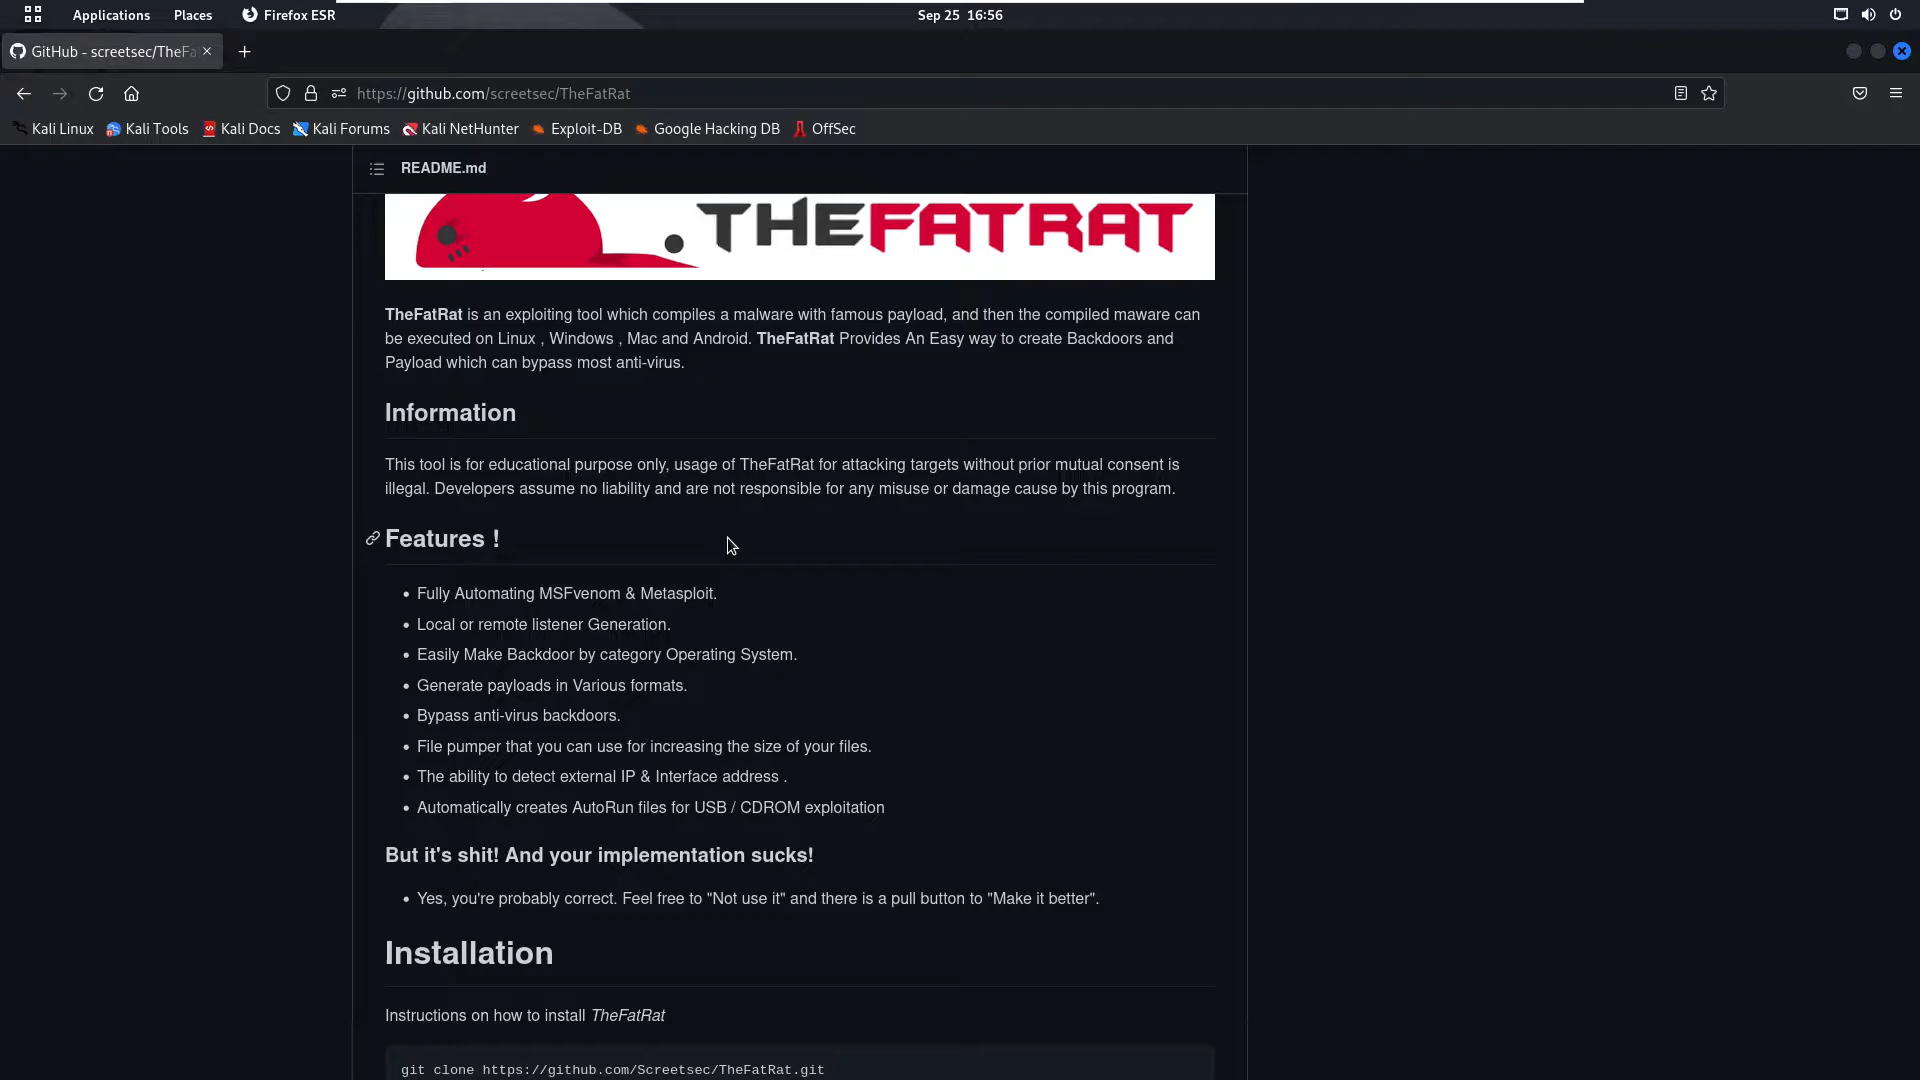 Applications Places Firefox ESR Sep 25 16:56
GitHub - screetsec/TheFa
https://github.com/screetsec/TheFatRat
Kali Linux Kali Tools Kali Docs Kali Forums Kali NetHunter Exploit-DB Google Hacking DB OffSec
README.md
THEFATRAT
TheFatRat is an exploiting tool which compiles a malware with famous payload, and then the compiled maware can
be executed on Linux , Windows , Mac and Android. TheFatRat Provides An Easy way to create Backdoors and
Payload which can bypass most anti-virus.
Information
This tool is for educational purpose only, usage of TheFatRat for attacking targets without prior mutual consent is
illegal. Developers assume no liability and are not responsible for any misuse or damage cause by this program.
Features !
• Fully Automating MSFvenom & Metasploit.
• Local or remote listener Generation.
• Easily Make Backdoor by category Operating System.
• Generate payloads in Various formats.
• Bypass anti-virus backdoors.
• File pumper that you can use for increasing the size of your files.
• The ability to detect external IP & Interface address .
• Automatically creates AutoRun files for USB / CDROM exploitation
But it's shit! And your implementation sucks!
• Yes, you're probably correct. Feel free to "Not use it" and there is a pull button to "Make it better".
Installation
Instructions on how to install TheFatRat
git clone https://github.com/Screetsec/TheFatRat.git